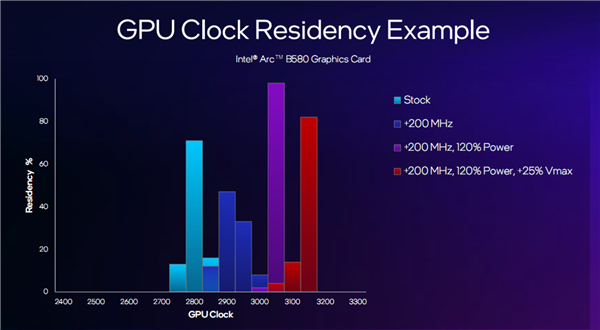 GPU Clock Residency Example
Intel® Arc™ B580 Graphics Card
Stock
+200 MHz
+200 MHz, 120% Power
+200 MHz, 120% Power, +25% Vmax
Residency %
100
80
60
40
20
0
2400 2500 2600 2700 2800 2700 2900 3000 3100 3200 3300
GPU Clock